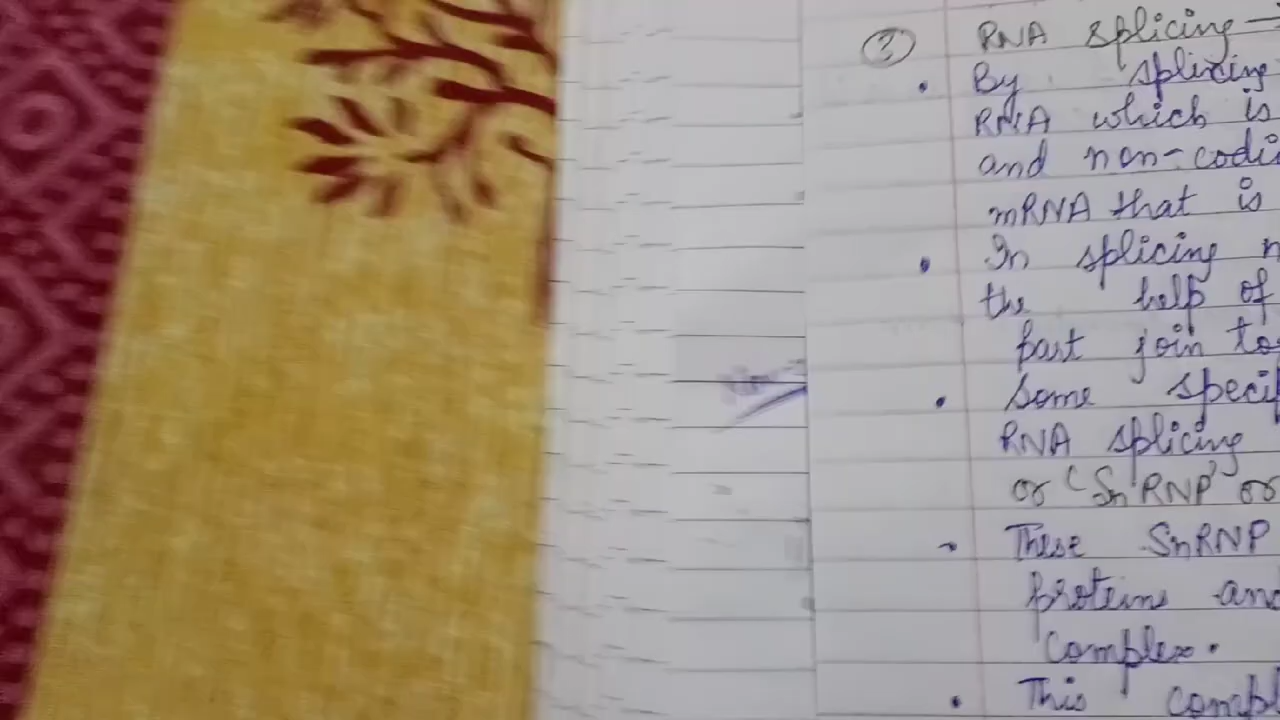 ③ RNA splicing →
• By splicing
RNA which is
and non-codi
mRNA that is
• In splicing n
the help of
part join to
• Some specif
RNA splicing
or 'SnRNP' or
These SnRNP
proteins and
complex.
• This compl